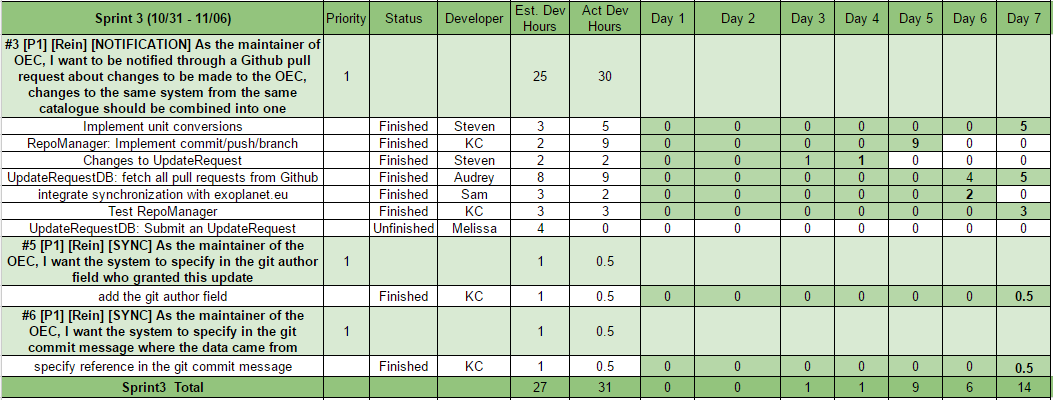 Sprint 3 (10/31 - 11/06) Priority Status Developer Est. Dev Hours Act Dev Hours Day 1 Day 2 Day 3 Day 4 Day 5 Day 6 Day 7
#3 [P1] [Rein] [NOTIFICATION] As the maintainer of
OEC, I want to be notified through a Github pull
request about changes to be made to the OEC,
changes to the same system from the same
catalogue should be combined into one
1 25 30
Implement unit conversions Finished Steven 3 5 0 0 0 0 0 0 5
RepoManager: Implement commit/push/branch Finished KC 2 9 0 0 0 0 9 0 0
Changes to UpdateRequest Finished Steven 2 2 0 0 1 1 0 0 0
UpdateRequestDB: fetch all pull requests from Github Finished Audrey 8 9 0 0 0 0 0 4 5
integrate synchronization with exoplanet.eu Finished Sam 3 2 0 0 0 0 0 2 0
Test RepoManager Finished KC 3 3 0 0 0 0 0 0 3
UpdateRequestDB: Submit an UpdateRequest Unfinished Melissa 4 0 0 0 0 0 0 0 0
#5 [P1] [Rein] [SYNC] As the maintainer of the
OEC, I want the system to specify in the git author
field who granted this update
1 1 0.5
add the git author field Finished KC 1 0.5 0 0 0 0 0 0 0.5
#6 [P1] [Rein] [SYNC] As the maintainer of the
OEC, I want the system to specify in the git
commit message where the data came from
1 1 0.5
specify reference in the git commit message Finished KC 1 0.5 0 0 0 0 0 0 0.5
Sprint3 Total 27 31 0 0 1 1 9 6 14